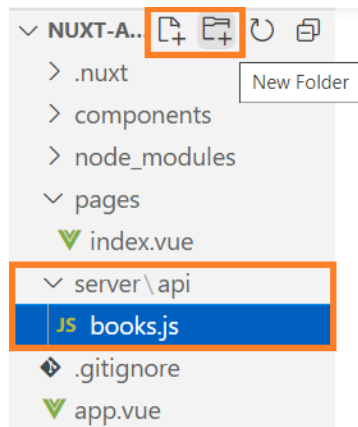 NUXT-A...
New Folder
.nuxt
components
node_modules
pages
index.vue
server\api
JS books.js
.gitignore
app.vue